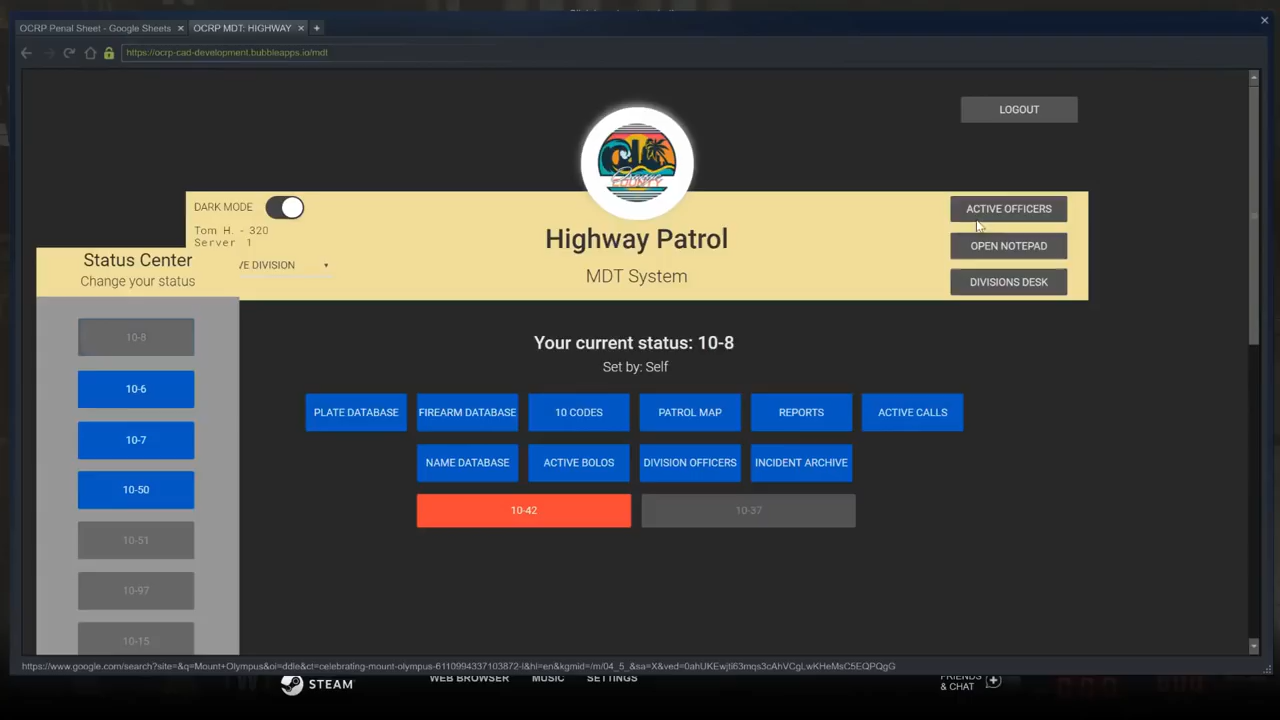 OCRP Penal Sheet - Google Sheets ×
OCRP MDT: HIGHWAY ×
https://ocrp-cad-development.bubbleapps.io/mdt
LOGOUT
DARK MODE
Tom H. - 320
Server 1
VE DIVISION
Highway Patrol
MDT System
ACTIVE OFFICERS
OPEN NOTEPAD
DIVISIONS DESK
Status Center
Change your status
10-8
10-6
10-7
10-50
10-51
10-97
10-15
Your current status: 10-8
Set by: Self
PLATE DATABASE
FIREARM DATABASE
10 CODES
PATROL MAP
REPORTS
ACTIVE CALLS
NAME DATABASE
ACTIVE BOLOS
DIVISION OFFICERS
INCIDENT ARCHIVE
10-42
10-37
STEAM
WEB BROWSER
MUSIC
SETTINGS
FRIENDS
& CHAT